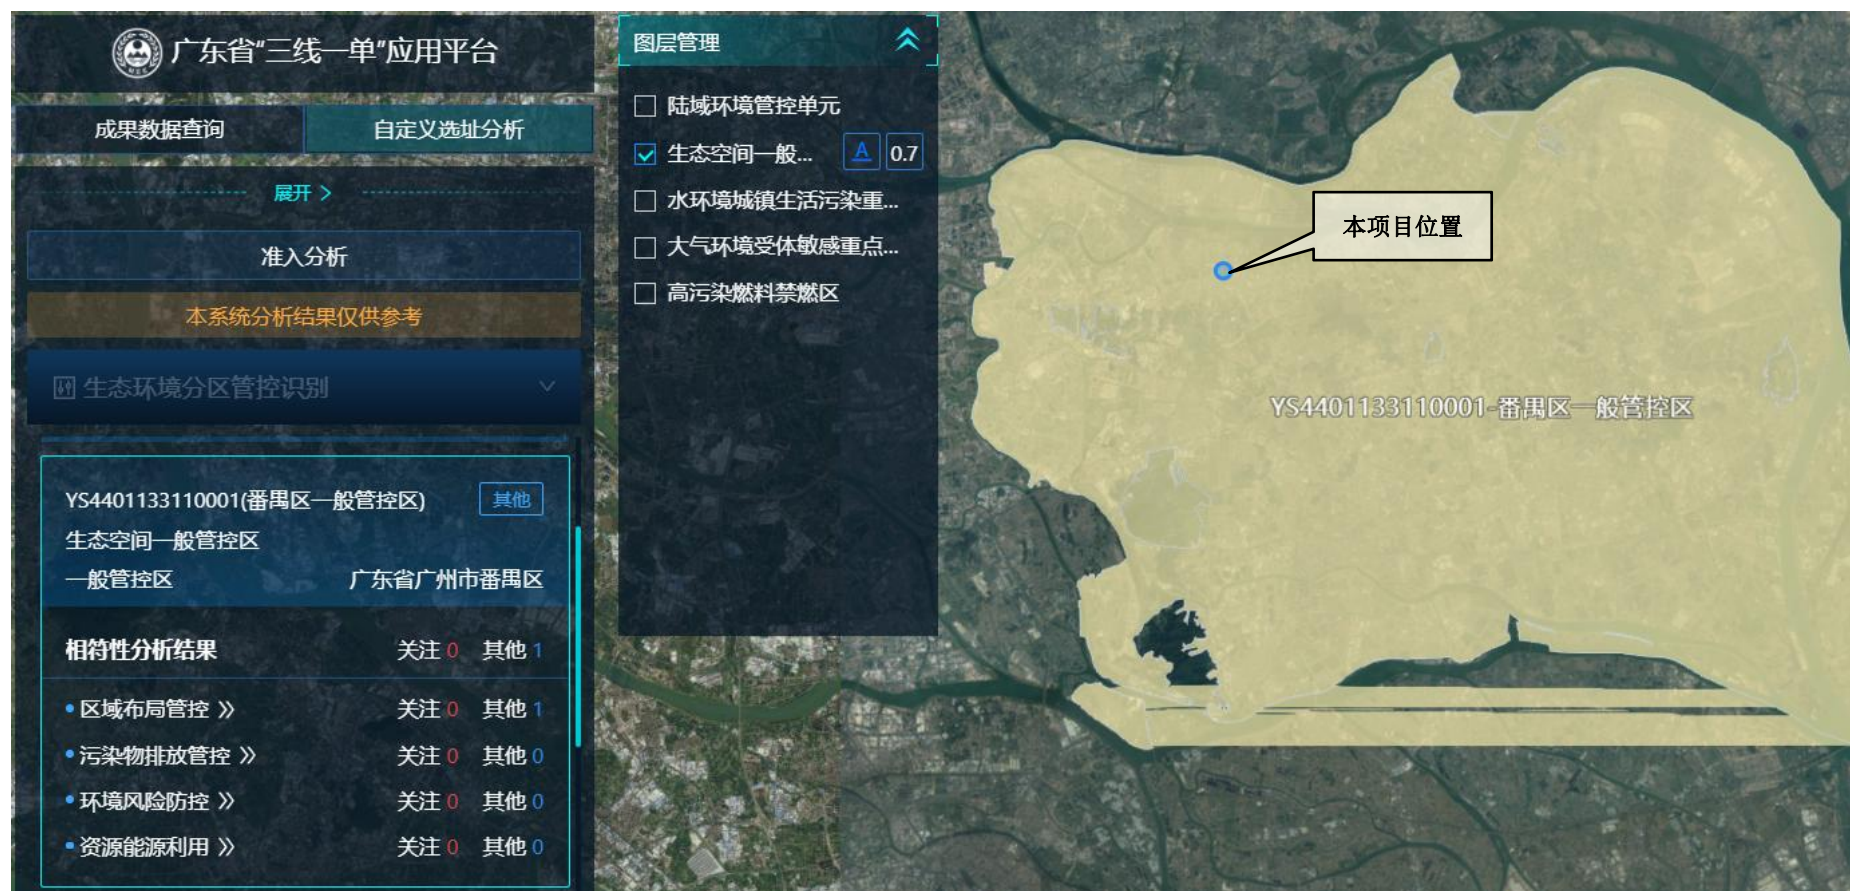 广东省“三线一单”应用平台
成果数据查询
自定义选址分析
展开 >
准入分析
本系统分析结果仅供参考
生态环境分区管控识别
YS4401133110001(番禺区一般管控区)
其他
生态空间一般管控区
一般管控区
广东省广州市番禺区
相符性分析结果 关注 0 其他 1
区域布局管控 》 关注 0 其他 1
污染物排放管控 》 关注 0 其他 0
环境风险防控 》 关注 0 其他 0
资源能源利用 》 关注 0 其他 0
图层管理
陆域环境管控单元
生态空间一般... A 0.7
水环境城镇生活污染重...
大气环境受体敏感重点...
高污染燃料禁燃区
本项目位置
YS4401133110001-番禺区一般管控区